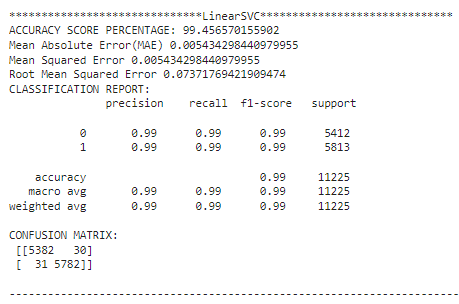 ******************************LinearSVC******************************
ACCURACY SCORE PERCENTAGE: 99.456570155902
Mean Absolute Error(MAE) 0.005434298440979955
Mean Squared Error 0.005434298440979955
Root Mean Squared Error 0.07371769421909474
CLASSIFICATION REPORT:
precision recall f1-score support
0 0.99 0.99 0.99 5412
1 0.99 0.99 0.99 5813
accuracy 0.99 11225
macro avg 0.99 0.99 0.99 11225
weighted avg 0.99 0.99 0.99 11225
CONFUSION MATRIX:
[[5382 30]
[ 31 5782]]
----------------------------------------------------------------------